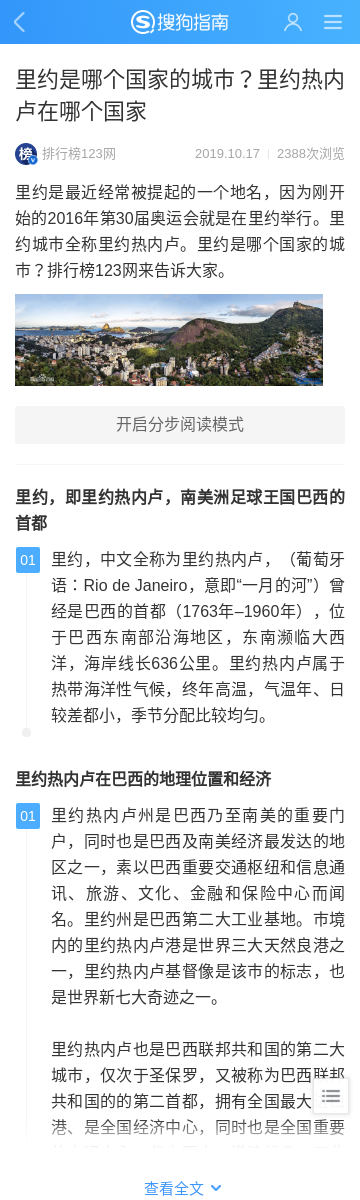 搜狗指南
里约是哪个国家的城市？里约热内
卢在哪个国家
榜 排行榜123网 2019.10.17 2388次浏览
里约是最近经常被提起的一个地名，因为刚开
始的2016年第30届奥运会就是在里约举行。里
约城市全称里约热内卢。里约是哪个国家的城
市？排行榜123网来告诉大家。
开启分步阅读模式
里约，即里约热内卢，南美洲足球王国巴西的
首都
01 里约，中文全称为里约热内卢，（葡萄牙
语：Rio de Janeiro，意即“一月的河”）曾
经是巴西的首都（1763年–1960年），位
于巴西东南部沿海地区，东南濒临大西
洋，海岸线长636公里。里约热内卢属于
热带海洋性气候，终年高温，气温年、日
较差都小，季节分配比较均匀。
里约热内卢在巴西的地理位置和经济
01 里约热内卢州是巴西乃至南美的重要门
户，同时也是巴西及南美经济最发达的地
区之一，素以巴西重要交通枢纽和信息通
讯、旅游、文化、金融和保险中心而闻
名。里约州是巴西第二大工业基地。市境
内的里约热内卢港是世界三大天然良港之
一，里约热内卢基督像是该市的标志，也
是世界新七大奇迹之一。
里约热内卢也是巴西联邦共和国的第二大
城市，仅次于圣保罗，又被称为巴西联邦
共和国的的第二首都，拥有全国最大
港、是全国经济中心，同时也是全国重要
查看全文